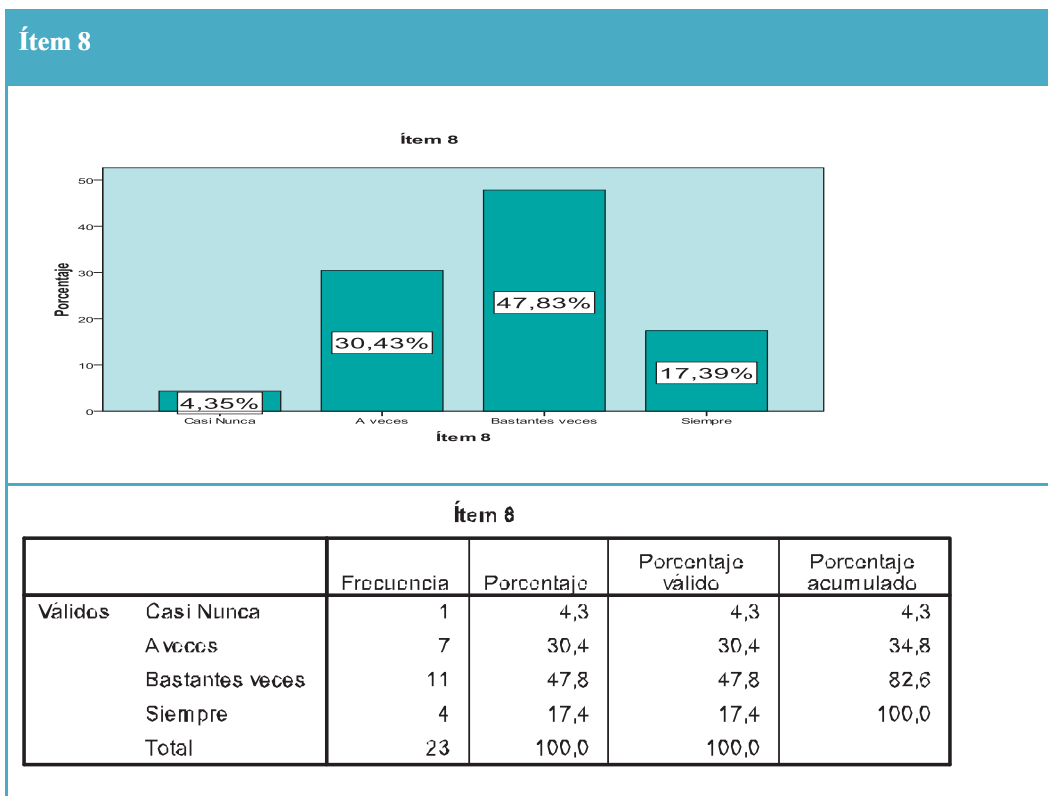 Ítem 8
Ítem 8
50
40
30
20
10
0
Porcentaje
4,35%
30,43%
47,83%
17,39%
Casi Nunca A veces Bastantes veces Siempre
Ítem 8
Ítem 8
Frecuencia Porcentaje Porcentaje válido Porcentaje acumulado
Válidos Casi Nunca 1 4,3 4,3 4,3
A veces 7 30,4 30,4 34,8
Bastantes veces 11 47,8 47,8 82,6
Siempre 4 17,4 17,4 100,0
Total 23 100,0 100,0